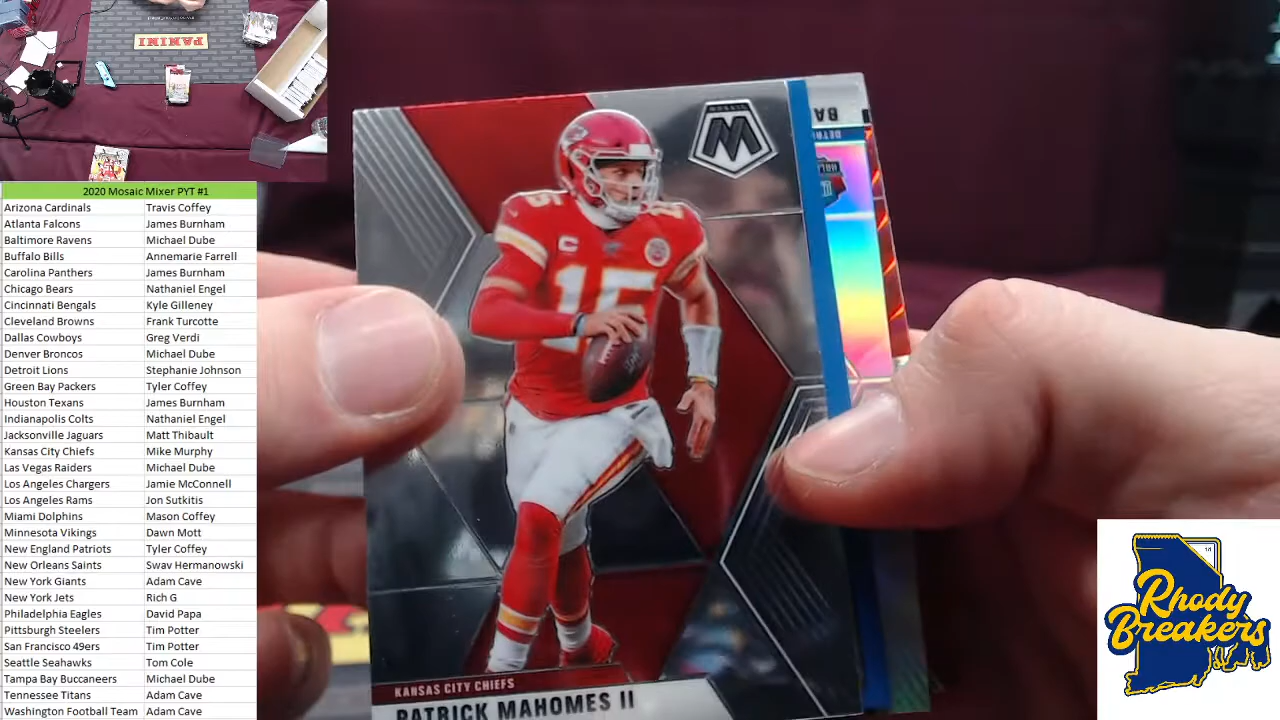 PANINI
2020 Mosaic Mixer PYT #1
Arizona Cardinals Travis Coffey
Atlanta Falcons James Burnham
Baltimore Ravens Michael Dube
Buffalo Bills Annemarie Farrell
Carolina Panthers James Burnham
Chicago Bears Nathaniel Engel
Cincinnati Bengals Kyle Gilleney
Cleveland Browns Frank Turcotte
Dallas Cowboys Greg Verdi
Denver Broncos Michael Dube
Detroit Lions Stephanie Johnson
Green Bay Packers Tyler Coffey
Houston Texans James Burnham
Indianapolis Colts Nathaniel Engel
Jacksonville Jaguars Matt Thibault
Kansas City Chiefs Mike Murphy
Las Vegas Raiders Michael Dube
Los Angeles Chargers Jamie McConnell
Los Angeles Rams Jon Sutkitis
Miami Dolphins Mason Coffey
Minnesota Vikings Dawn Mott
New England Patriots Tyler Coffey
New Orleans Saints Swav Hermanowski
New York Giants Adam Cave
New York Jets Rich G
Philadelphia Eagles David Papa
Pittsburgh Steelers Tim Potter
San Francisco 49ers Tim Potter
Seattle Seahawks Tom Cole
Tampa Bay Buccaneers Michael Dube
Tennessee Titans Adam Cave
Washington Football Team Adam Cave
MOSAIC
M
BA
DETRI
15
15
C
KANSAS CITY CHIEFS
PATRICK MAHOMES II
Rhody
Breakers